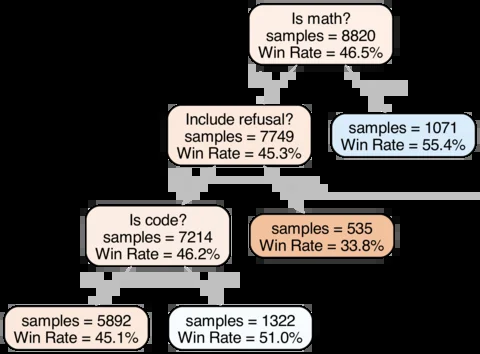 Is math?
samples = 8820
Win Rate = 46.5%
Include refusal?
samples = 7749
Win Rate = 45.3%
samples = 1071
Win Rate = 55.4%
Is code?
samples = 7214
Win Rate = 46.2%
samples = 535
Win Rate = 33.8%
samples = 5892
Win Rate = 45.1%
samples = 1322
Win Rate = 51.0%